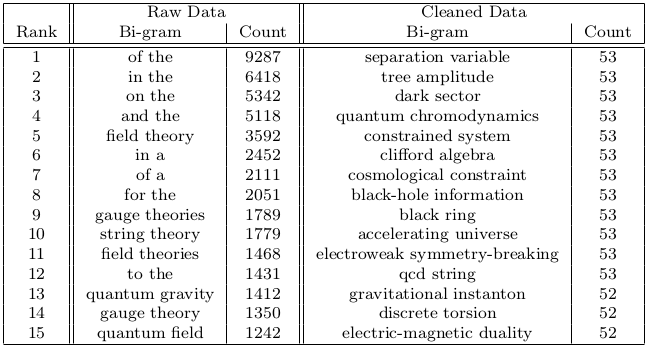 Raw Data Cleaned Data
Rank Bi-gram Count Bi-gram Count
1 of the 9287 separation variable 53
2 in the 6418 tree amplitude 53
3 on the 5342 dark sector 53
4 and the 5118 quantum chromodynamics 53
5 field theory 3592 constrained system 53
6 in a 2452 clifford algebra 53
7 of a 2111 cosmological constraint 53
8 for the 2051 black-hole information 53
9 gauge theories 1789 black ring 53
10 string theory 1779 accelerating universe 53
11 field theories 1468 electroweak symmetry-breaking 53
12 to the 1431 qcd string 53
13 quantum gravity 1412 gravitational instanton 52
14 gauge theory 1350 discrete torsion 52
15 quantum field 1242 electric-magnetic duality 52